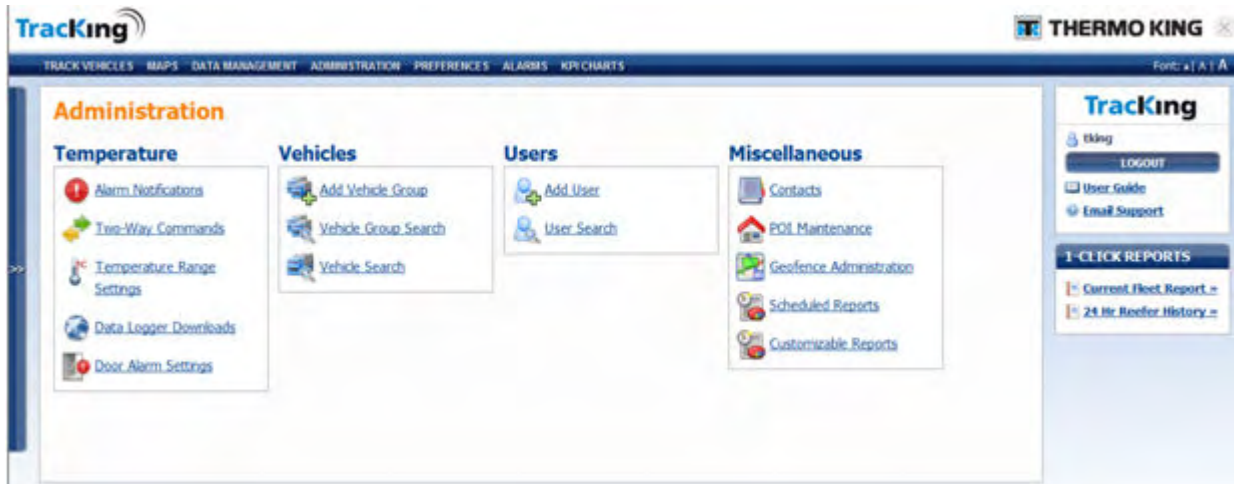 TracKing
THERMO KING
TRACK VEHICLES MAPS DATA MANAGEMENT ADMINISTRATION PREFERENCES ALARMS KPI CHARTS
Font: A | A | A
Administration
Temperature
Alarm Notifications
Two-Way Commands
Temperature Range
Settings
Data Logger Downloads
Door Alarm Settings
Vehicles
Add Vehicle Group
Vehicle Group Search
Vehicle Search
Users
Add User
User Search
Miscellaneous
Contacts
POI Maintenance
Geofence Administration
Scheduled Reports
Customizable Reports
>>
TracKing
tking
LOGOUT
User Guide
Email Support
1-CLICK REPORTS
Current Fleet Report »
24 Hr Reefer History »